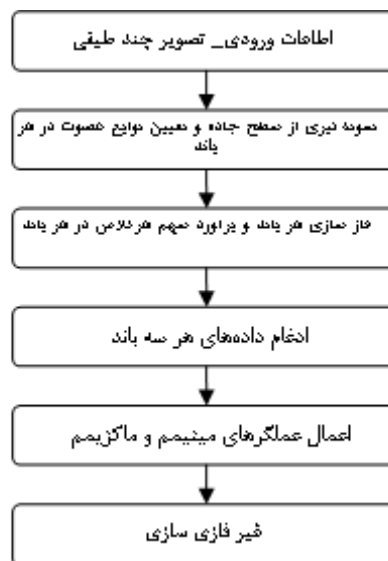 اطلاعات ورودی_ تصویر چند طیفی
نمونه گیری از سطح جاده و تعیین توابع عضویت در هر
باند
فازی سازی هر باند و برآورد سهم هر کلاس در هر باند
ادغام داده‌های هر سه باند
اعمال عملگرهای مینیمم و ماکزیمم
غیر فازی سازی